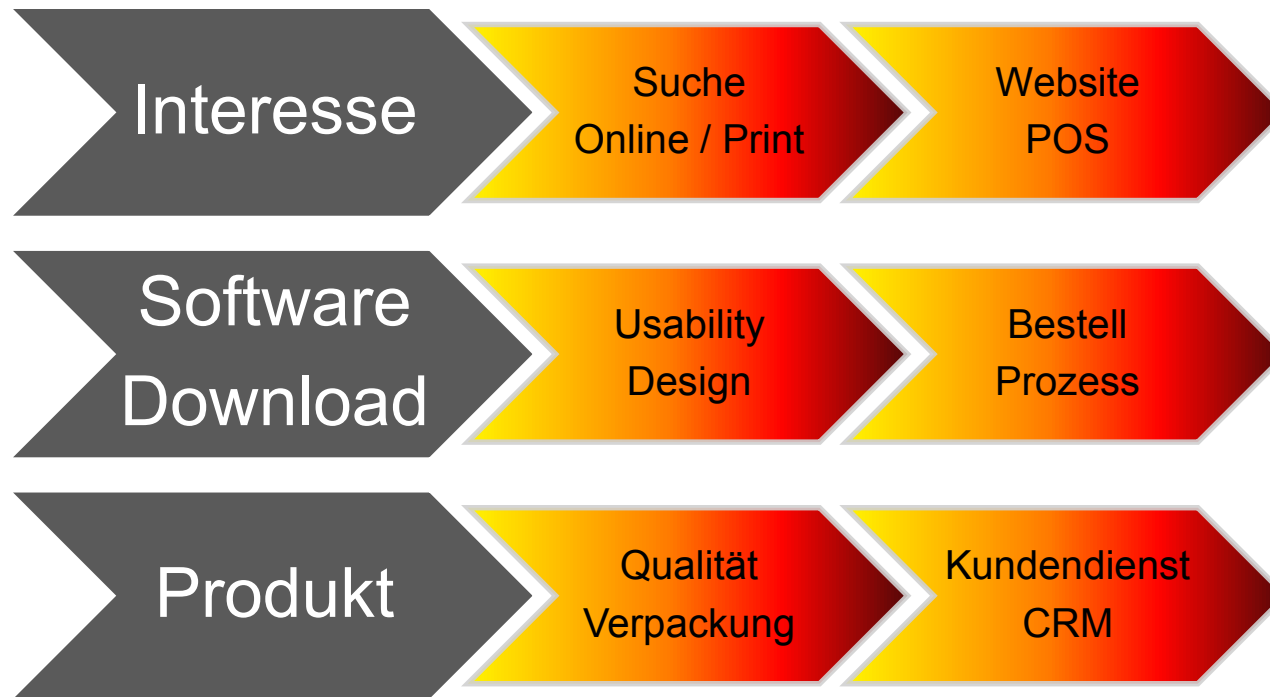 Interesse
Suche
Online / Print
Website
POS
Software
Download
Usability
Design
Bestell
Prozess
Produkt
Qualität
Verpackung
Kundendienst
CRM